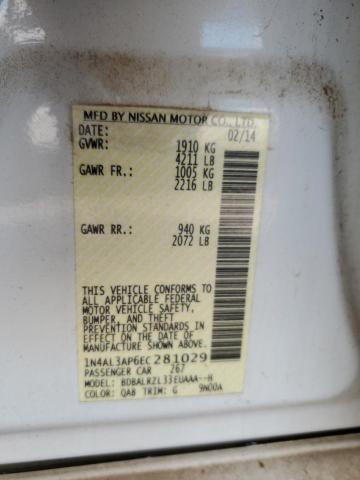 MFD BY NISSAN MOTOR CO., LTD.
DATE: 02/14
GVWR: 1910 KG
4211 LB
GAWR FR.: 1005 KG
2216 LB
GAWR RR.: 940 KG
2072 LB
THIS VEHICLE CONFORMS TO
ALL APPLICABLE FEDERAL
MOTOR VEHICLE SAFETY,
BUMPER, AND THEFT
PREVENTION STANDARDS
IN EFFECT ON THE DATE
OF MANUFACTURE SHOWN
ABOVE.
1N4AL3AP6EC281029
PASSENGER CAR 267
MODEL: BDBALRZL33EUAAA--H
COLOR: QAB TRIM: G 9N00A